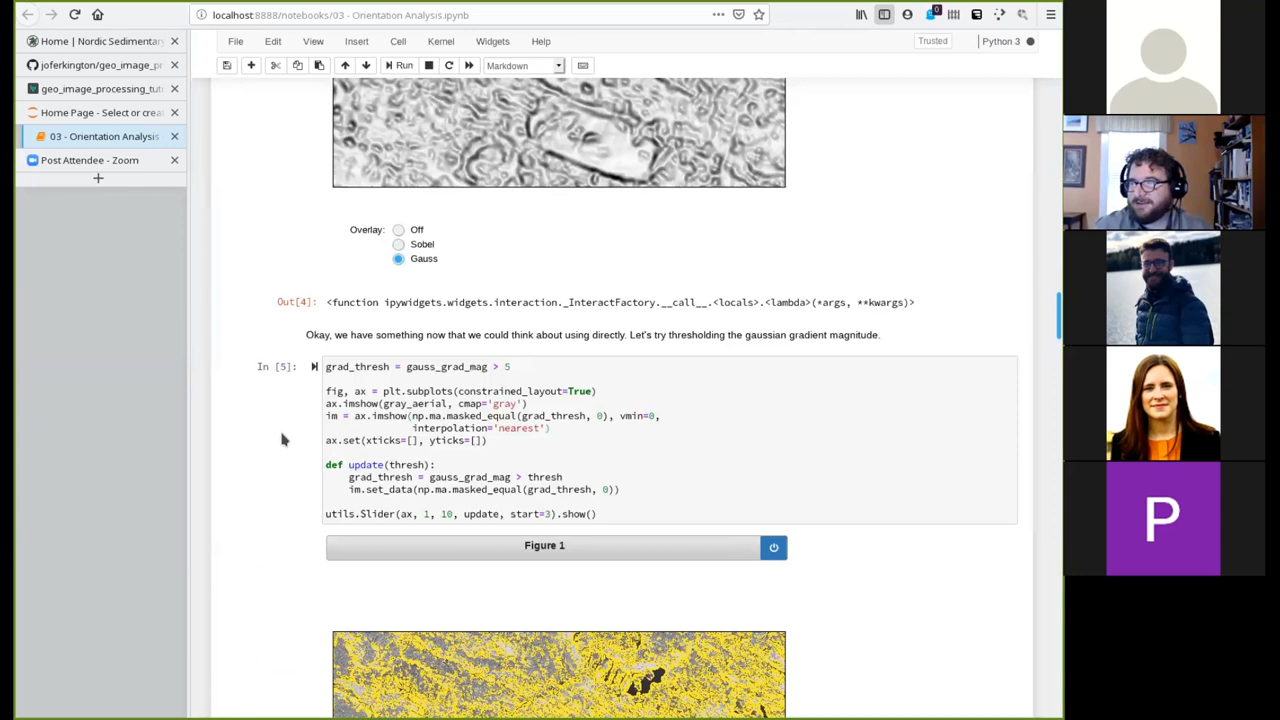 localhost:8888/notebooks/03 - Orientation Analysis.ipynb
0
Home | Nordic Sedimentar
joferkington/geo_image_pr
geo_image_processing_tut
Home Page - Select or crea
03 - Orientation Analysis
Post Attendee - Zoom
File Edit View Insert Cell Kernel Widgets Help
Trusted Python 3
Run Markdown
Overlay: Off
Sobel
Gauss
Out[4]: <function ipywidgets.widgets.interaction._InteractFactory.__call__.<locals>.<lambda>(*args, **kwargs)>
Okay, we have something now that we could think about using directly. Let's try thresholding the gaussian gradient magnitude.
In [5]: grad_thresh = gauss_grad_mag > 5
fig, ax = plt.subplots(constrained_layout=True)
ax.imshow(gray_aerial, cmap='gray')
im = ax.imshow(np.ma.masked_equal(grad_thresh, 0), vmin=0,
interpolation='nearest')
ax.set(xticks=[], yticks=[])
def update(thresh):
grad_thresh = gauss_grad_mag > thresh
im.set_data(np.ma.masked_equal(grad_thresh, 0))
utils.Slider(ax, 1, 10, update, start=3).show()
Figure 1
P